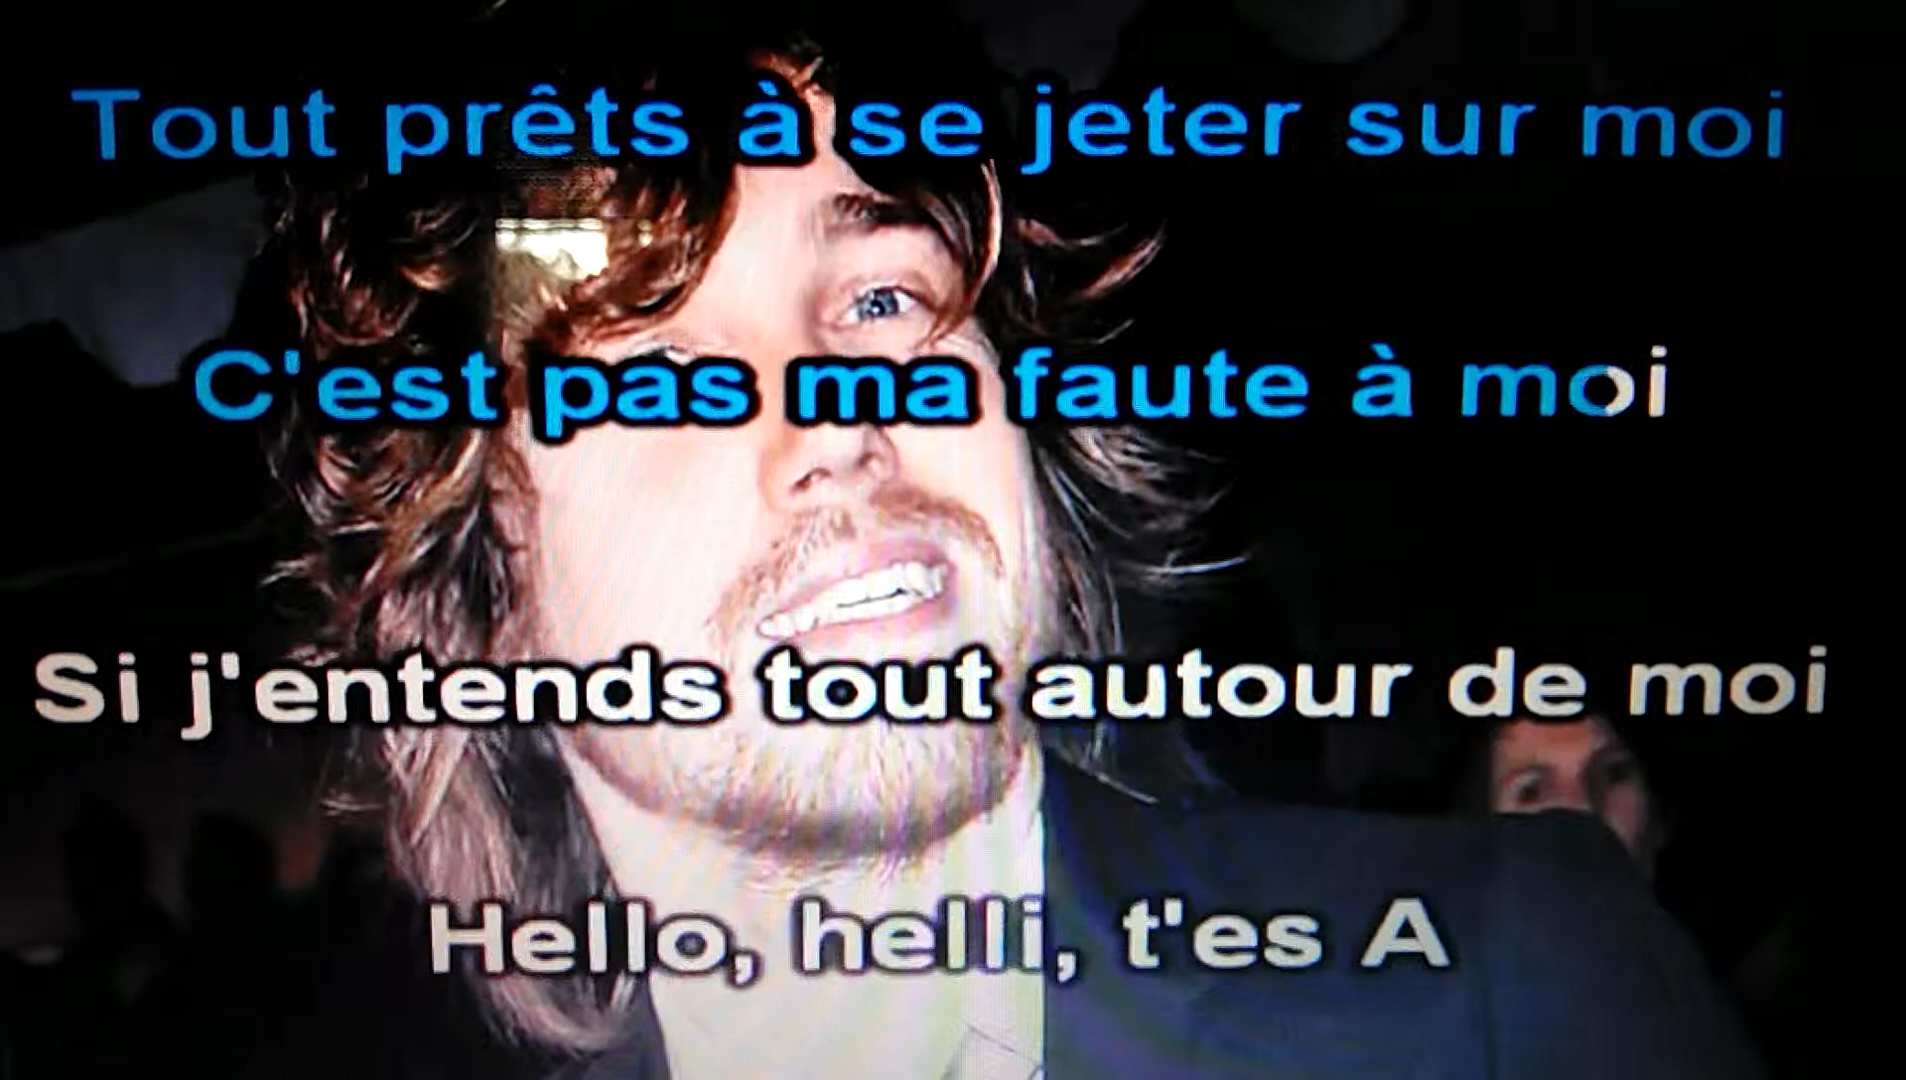 Tout prêts à se jeter sur moi
C'est pas ma faute à moi
Si j'entends tout autour de moi
Hello, helli, t'es A